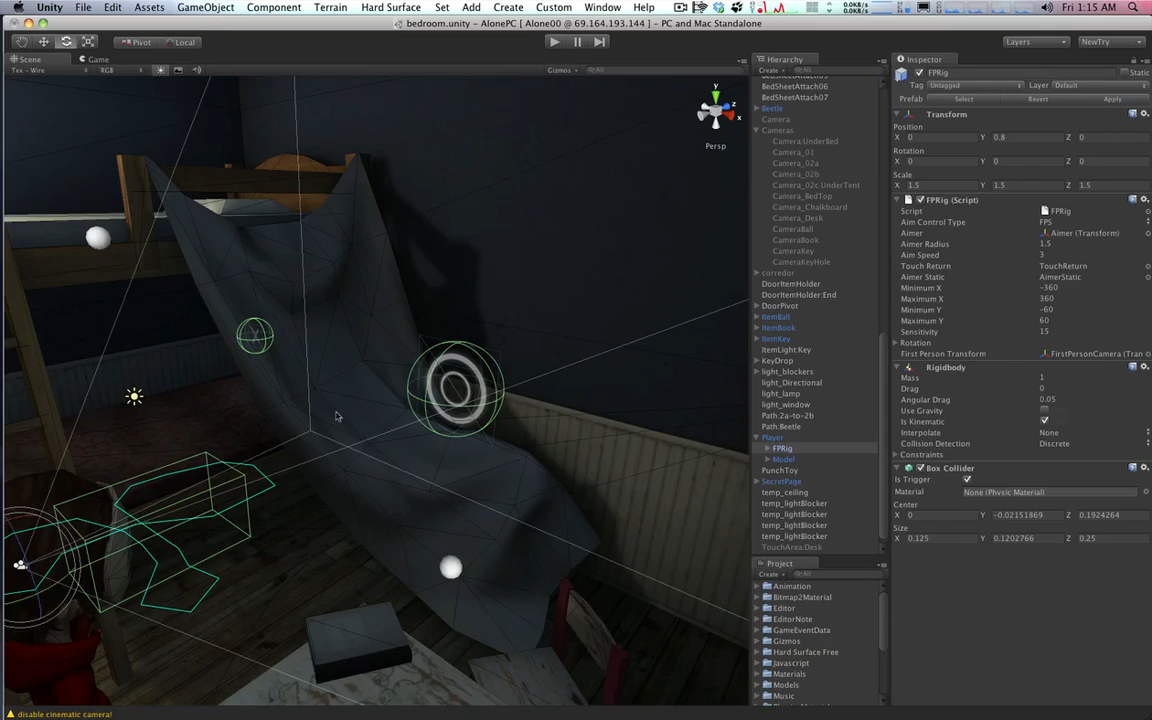 Unity File Edit Assets GameObject Component Terrain Hard Surface Set Add Create Custom Window Help Fri 1:15 AM
bedroom.unity - AlonePC [ Alone00 @ 69.164.193.144 ] - PC and Mac Standalone
Pivot Local Layers NewTry
Scene Game
Tex - Wire RGB Gizmos All
Persp
y
z
x
Hierarchy
Create All
BedSheetAttach06
BedSheetAttach07
Beetle
Camera
Cameras
Camera:UnderBed
Camera_01
Camera_02a
Camera_02b
Camera_02c UnderTent
Camera_BedTop
Camera_Chalkboard
Camera_Desk
CameraBall
CameraBook
CameraKey
CameraKeyHole
corredor
DoorItemHolder
DoorItemHolder:End
DoorPivot
ItemBall
ItemBook
ItemKey
ItemLight:Key
KeyDrop
light_blockers
light_Directional
light_lamp
light_window
Path:2a-to-2b
Path:Beetle
Player
FPRig
Model
PunchToy
SecretPage
temp_ceiling
temp_lightBlocker
temp_lightBlocker
temp_lightBlocker
temp_lightBlocker
TouchArea.Desk
Project
Create All
Animation
Bitmap2Material
Editor
EditorNote
GameEventData
Gizmos
Hard Surface Free
Javascript
Materials
Models
Music
Inspector
FPRig Static
Tag Untagged Layer Default
Prefab Select Revert Apply
Transform
Position
X 0 Y 0.8 Z 0
Rotation
X 0 Y 0 Z 0
Scale
X 1.5 Y 1.5 Z 1.5
FPRig (Script)
Script FPRig
Aim Control Type FPS
Aimer Aimer (Transform)
Aimer Radius 1.5
Aim Speed 3
Touch Return TouchReturn
Aimer Static AimerStatic
Minimum X -360
Maximum X 360
Minimum Y -60
Maximum Y 60
Sensitivity 15
Rotation
First Person Transform FirstPersonCamera (Tran
Rigidbody
Mass 1
Drag 0
Angular Drag 0.05
Use Gravity
Is Kinematic
Interpolate None
Collision Detection Discrete
Constraints
Box Collider
Is Trigger
Material None (Physic Material)
Center
X 0 Y -0.02151869 Z 0.1924264
Size
X 0.125 Y 0.1202766 Z 0.25
disable cinematic camera!